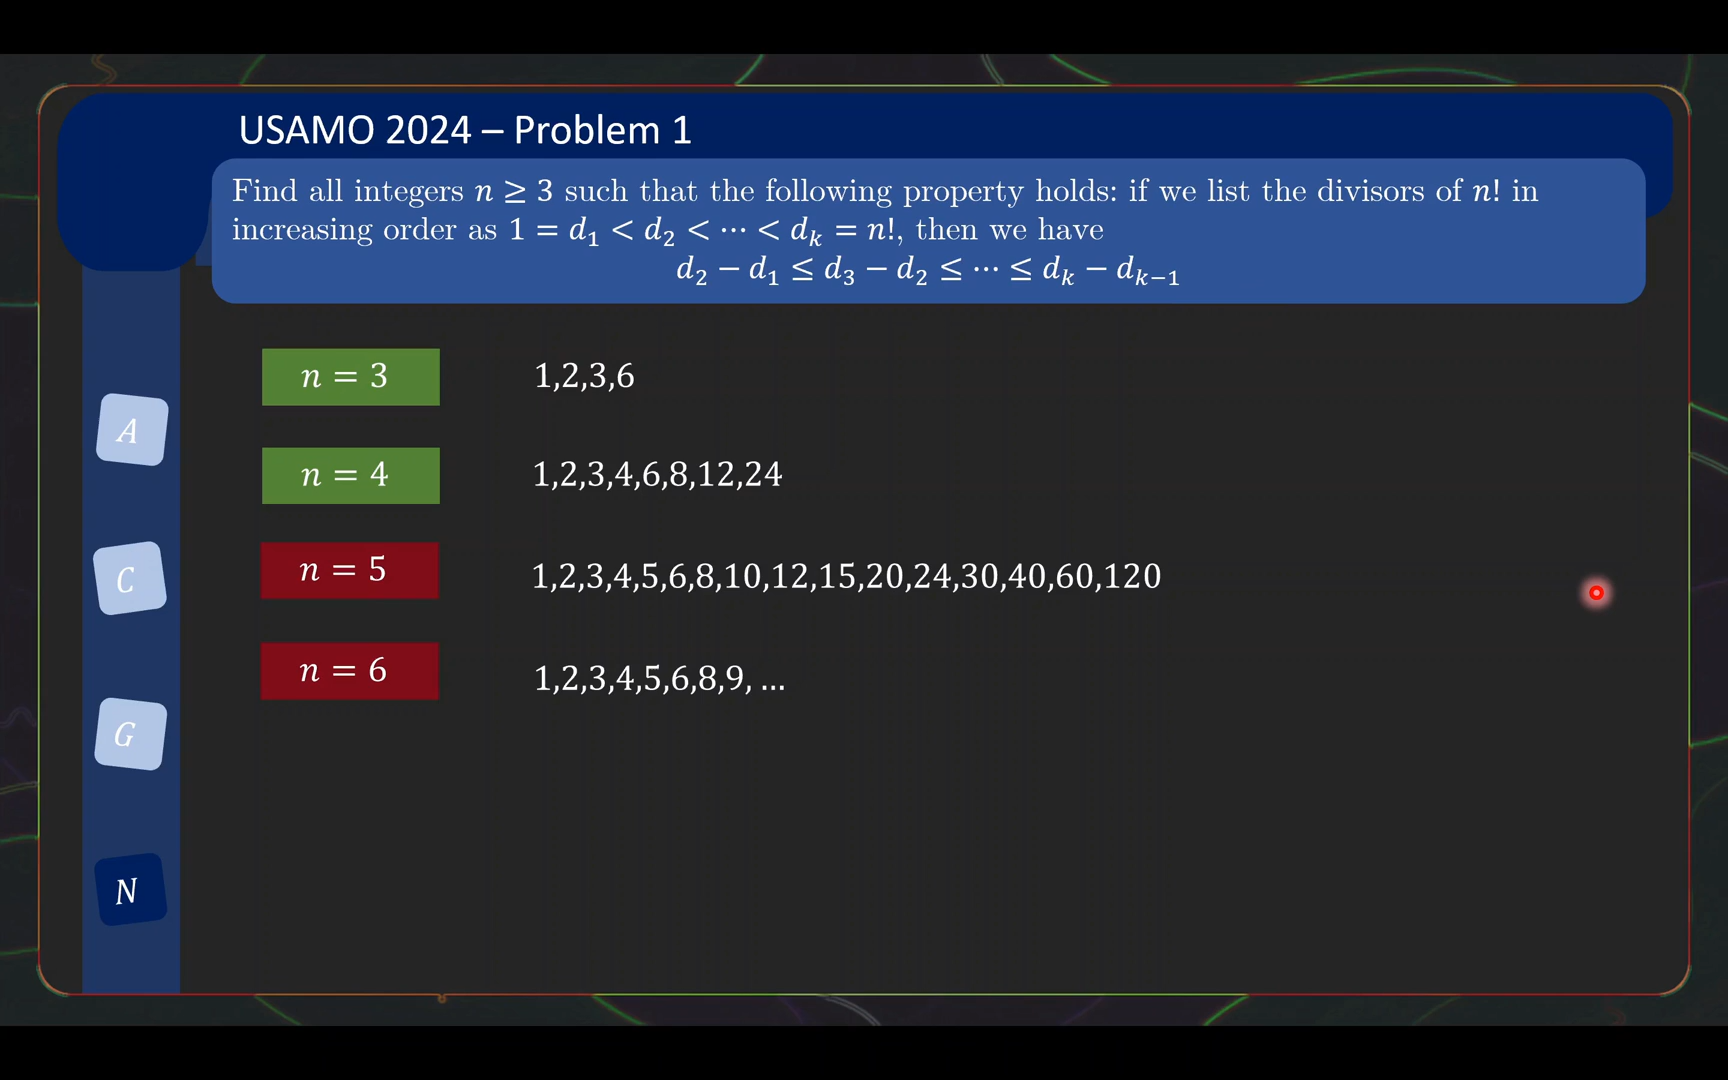 USAMO 2024 – Problem 1
Find all integers n ≥ 3 such that the following property holds: if we list the divisors of n! in
increasing order as 1 = d₁ < d₂ < ⋯ < dₖ = n!, then we have
d₂ − d₁ ≤ d₃ − d₂ ≤ ⋯ ≤ dₖ − dₖ₋₁
n = 3 1,2,3,6
A
n = 4 1,2,3,4,6,8,12,24
C
n = 5 1,2,3,4,5,6,8,10,12,15,20,24,30,40,60,120
n = 6 1,2,3,4,5,6,8,9, ...
G
N